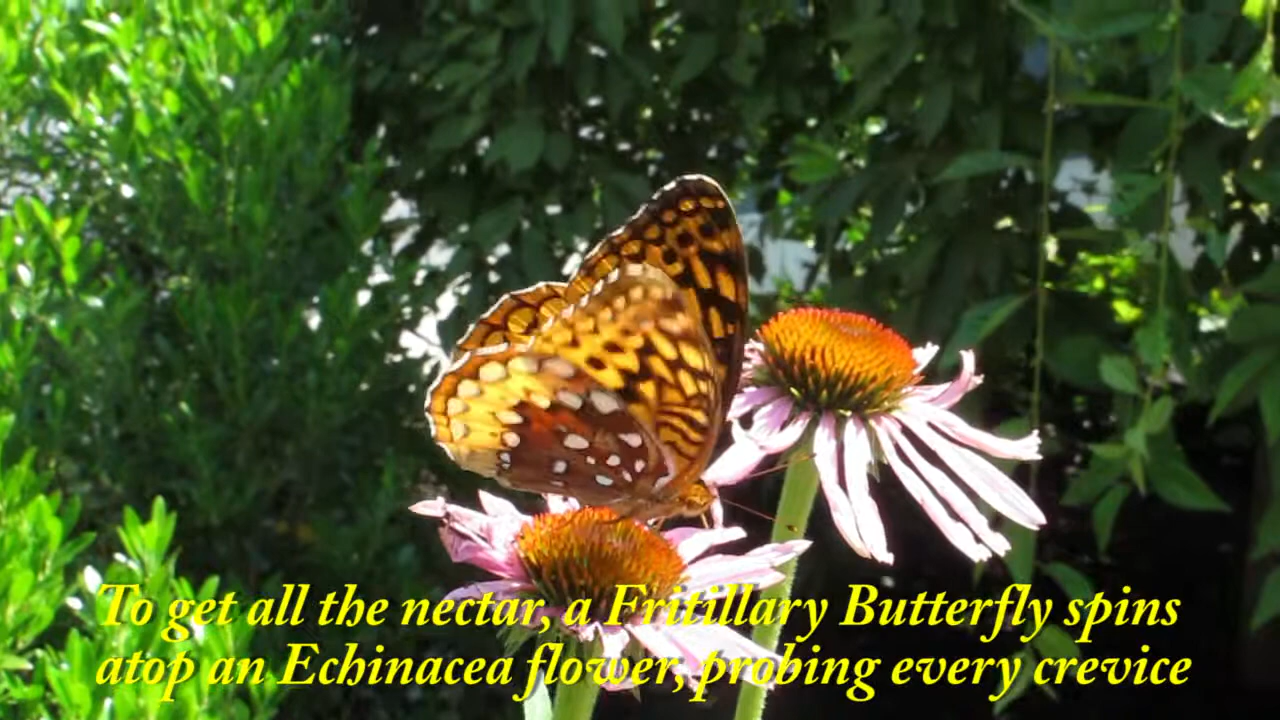 To get all the nectar, a Fritillary Butterfly spins
atop an Echinacea flower, probing every crevice